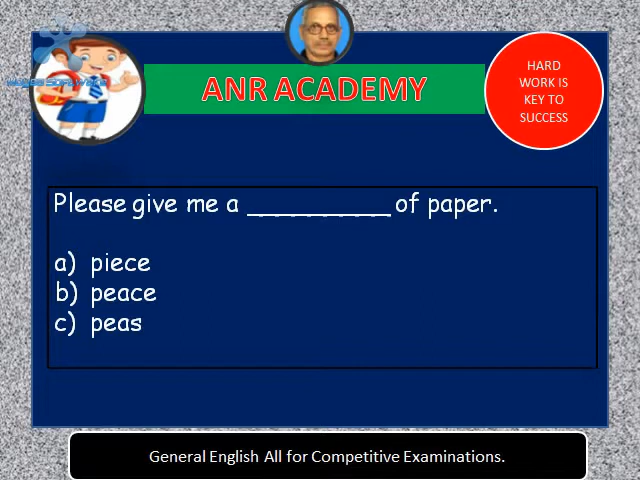 ANR ACADEMY
HARD
WORK IS
KEY TO
SUCCESS
Please give me a __________ of paper.
a) piece
b) peace
c) peas
General English All for Competitive Examinations.